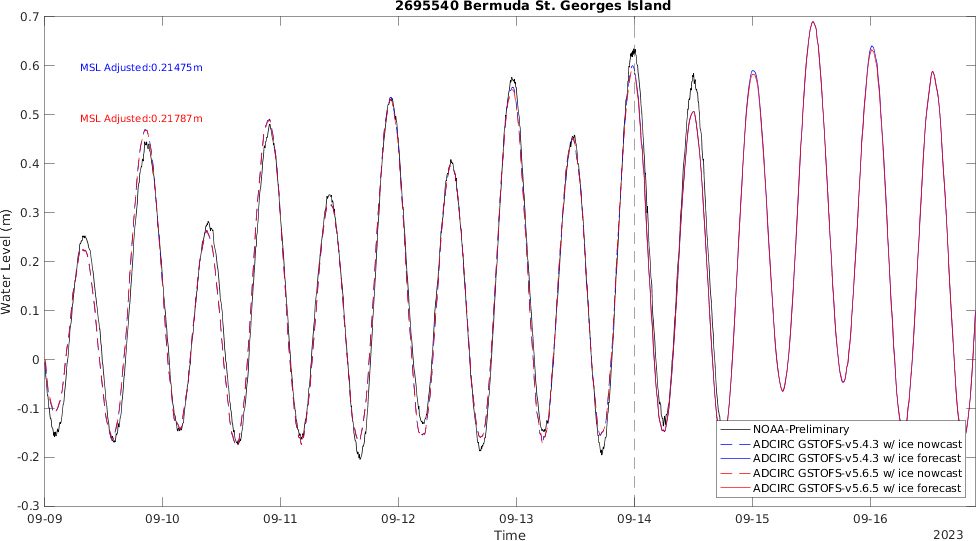 2695540 Bermuda St. Georges Island
MSL Adjusted:0.21475m
MSL Adjusted:0.21787m
Water Level (m)
0.7
0.6
0.5
0.4
0.3
0.2
0.1
0
-0.1
-0.2
-0.3
NOAA-Preliminary
ADCIRC GSTOFS-v5.4.3 w/ ice nowcast
ADCIRC GSTOFS-v5.4.3 w/ ice forecast
ADCIRC GSTOFS-v5.6.5 w/ ice nowcast
ADCIRC GSTOFS-v5.6.5 w/ ice forecast
09-09 09-10 09-11 09-12 09-13 09-14 09-15 09-16
Time
2023